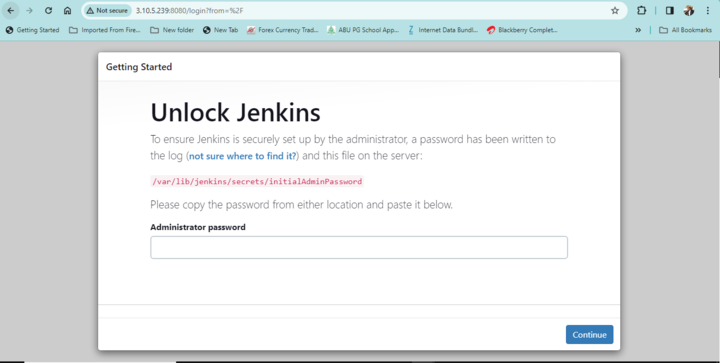 Not secure 3.10.5.239:8080/login?from=%2F
Getting Started Imported From Fire... New folder New Tab Forex Currency Trad... ABU PG School App... Internet Data Bundl... Blackberry Complet... » All Bookmarks
Getting Started
Unlock Jenkins
To ensure Jenkins is securely set up by the administrator, a password has been written to
the log (not sure where to find it?) and this file on the server:
/var/lib/jenkins/secrets/initialAdminPassword
Please copy the password from either location and paste it below.
Administrator password
Continue